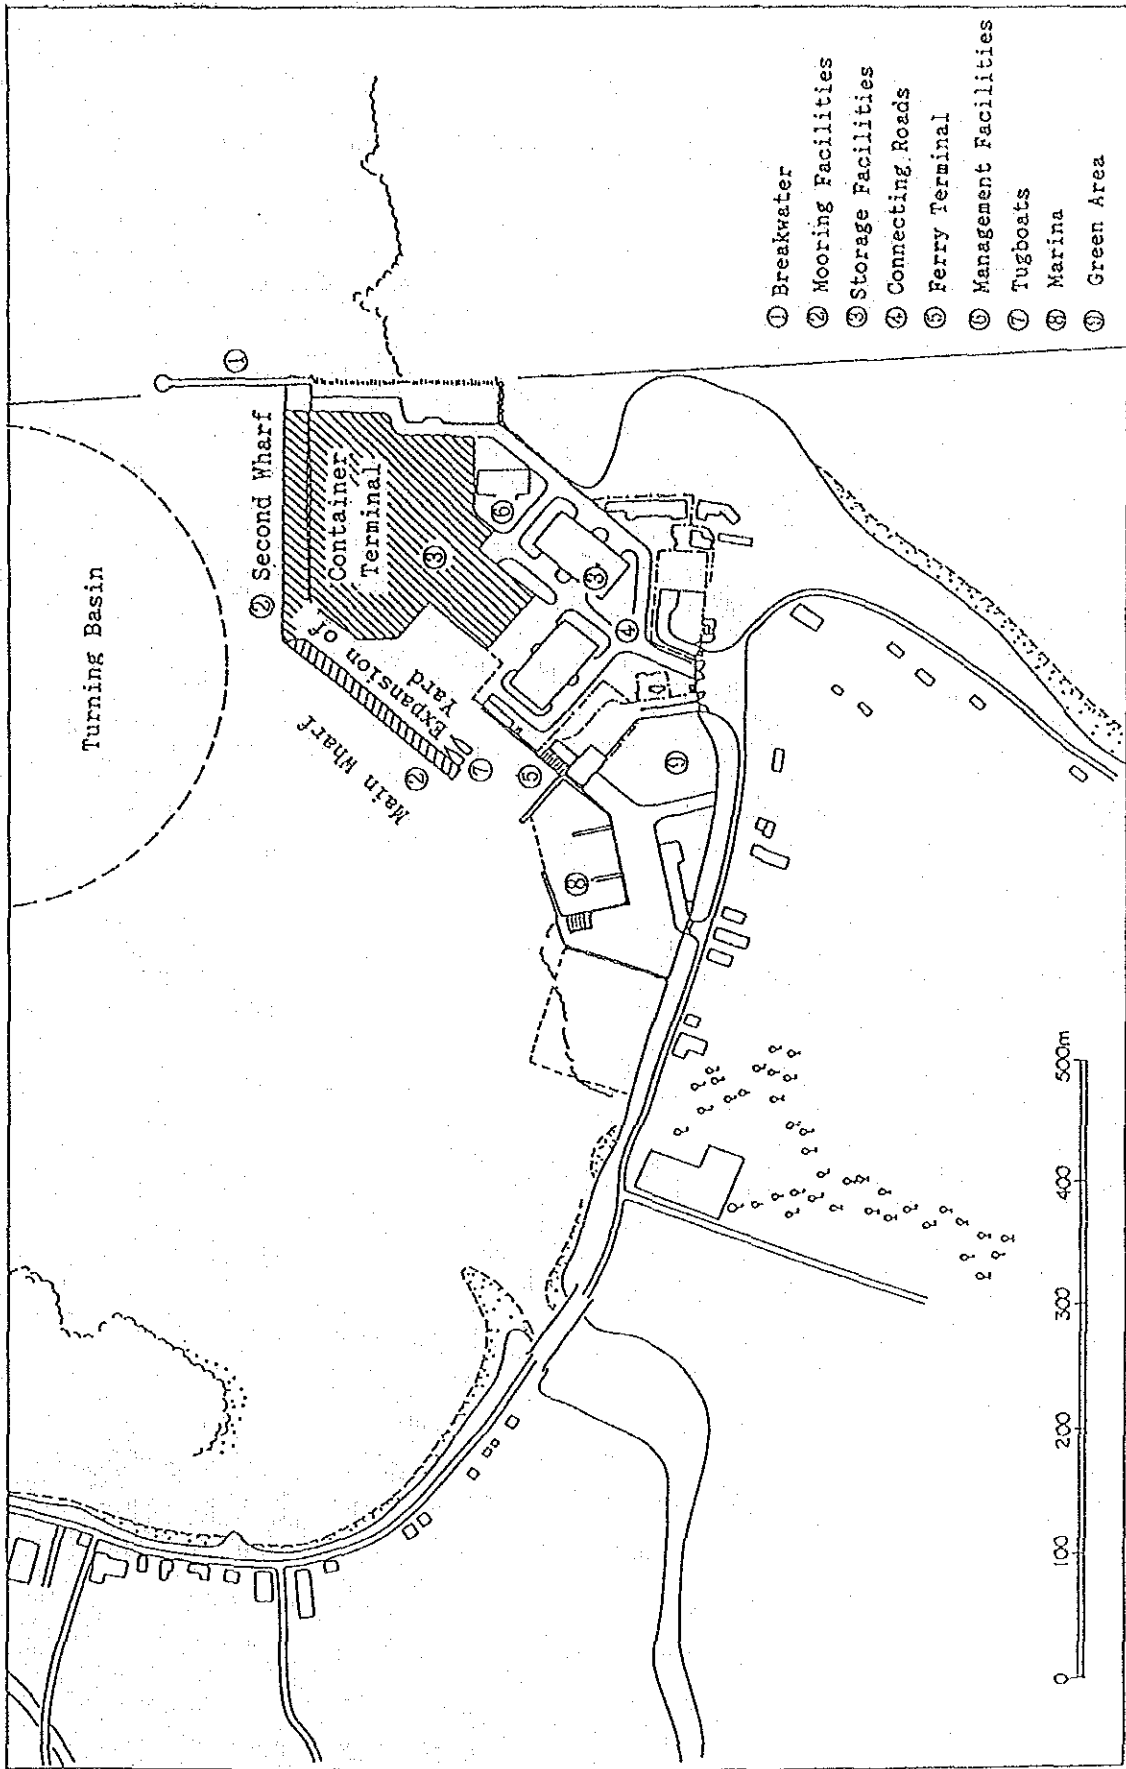 Turning Basin
①
② Second Wharf
Container
Terminal
③
Expansion of
Yard
② Main Wharf
⑦
⑥
③
④
⑤
⑧
⑨
① Breakwater
② Mooring Facilities
③ Storage Facilities
④ Connecting Roads
⑤ Ferry Terminal
⑥ Management Facilities
⑦ Tugboats
⑧ Marina
⑨ Green Area
0 100 200 300 400 500m